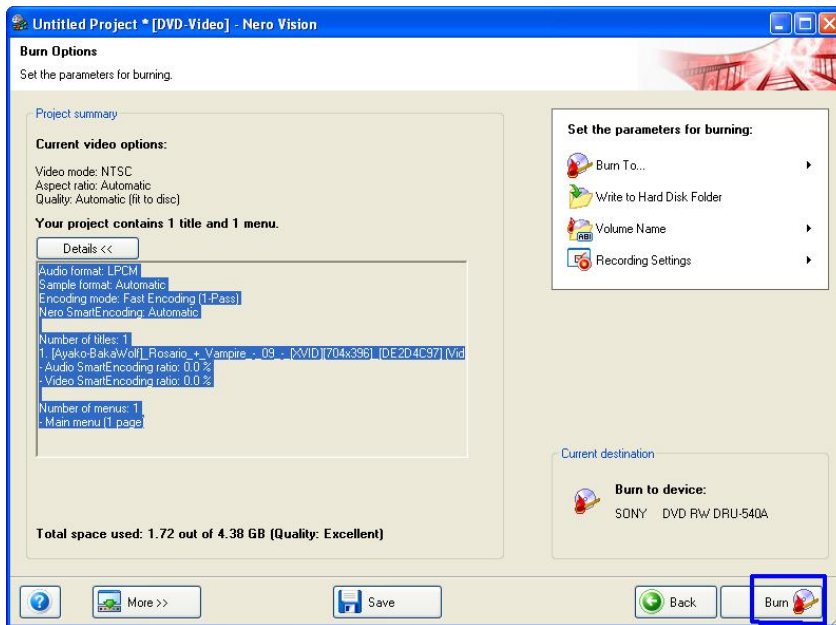 Untitled Project * [DVD-Video] - Nero Vision
Burn Options
Set the parameters for burning.
Project summary
Current video options:
Video mode: NTSC
Aspect ratio: Automatic
Quality: Automatic (fit to disc)
Your project contains 1 title and 1 menu.
Details <<
Audio format: LPCM
Sample format: Automatic
Encoding mode: Fast Encoding (1-Pass)
Nero SmartEncoding: Automatic
Number of titles: 1
1. [Ayako-BakaWolf]_Rosario_+_Vampire_-_09_-_[XVID][704x396]_[DE2D4C97] (Vid
- Audio SmartEncoding ratio: 0.0 %
- Video SmartEncoding ratio: 0.0 %
Number of menus: 1
- Main menu (1 page)
Total space used: 1.72 out of 4.38 GB (Quality: Excellent)
Set the parameters for burning:
Burn To...
Write to Hard Disk Folder
ABI
Volume Name
Recording Settings
Current destination
Burn to device:
SONY DVD RW DRU-540A
?
More >>
Save
Back
Burn